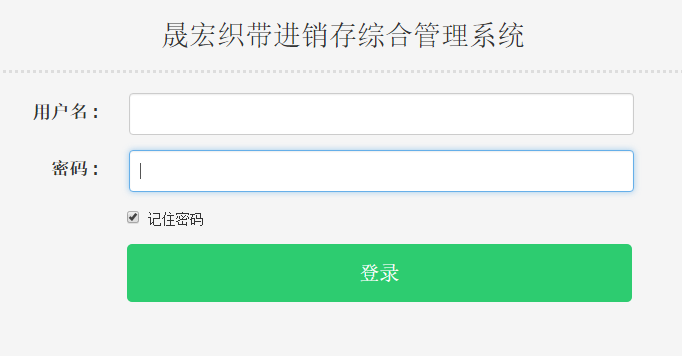 晟宏织带进销存综合管理系统
用户名：
密码：
记住密码
登录